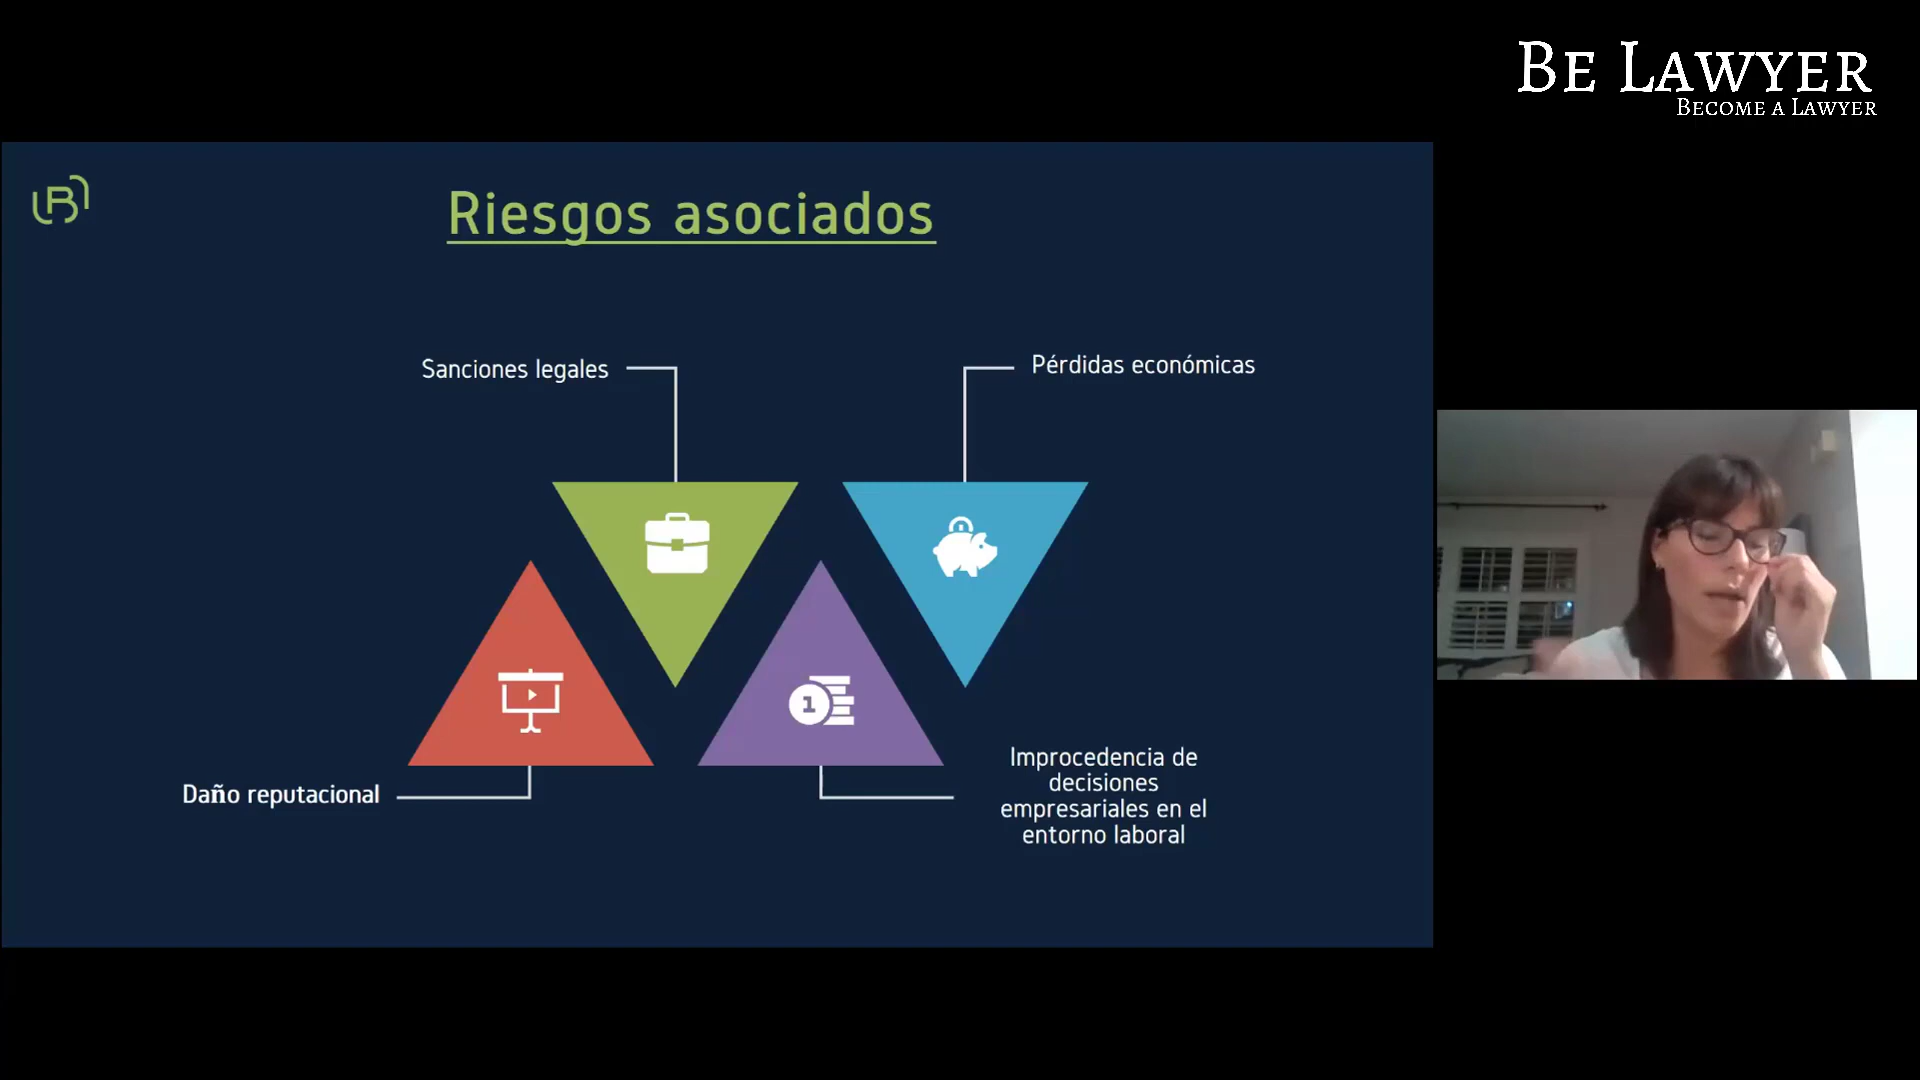 Be Lawyer
Become a Lawyer
Riesgos asociados
Sanciones legales
Pérdidas económicas
1
Daño reputacional
Improcedencia de
decisiones
empresariales en el
entorno laboral